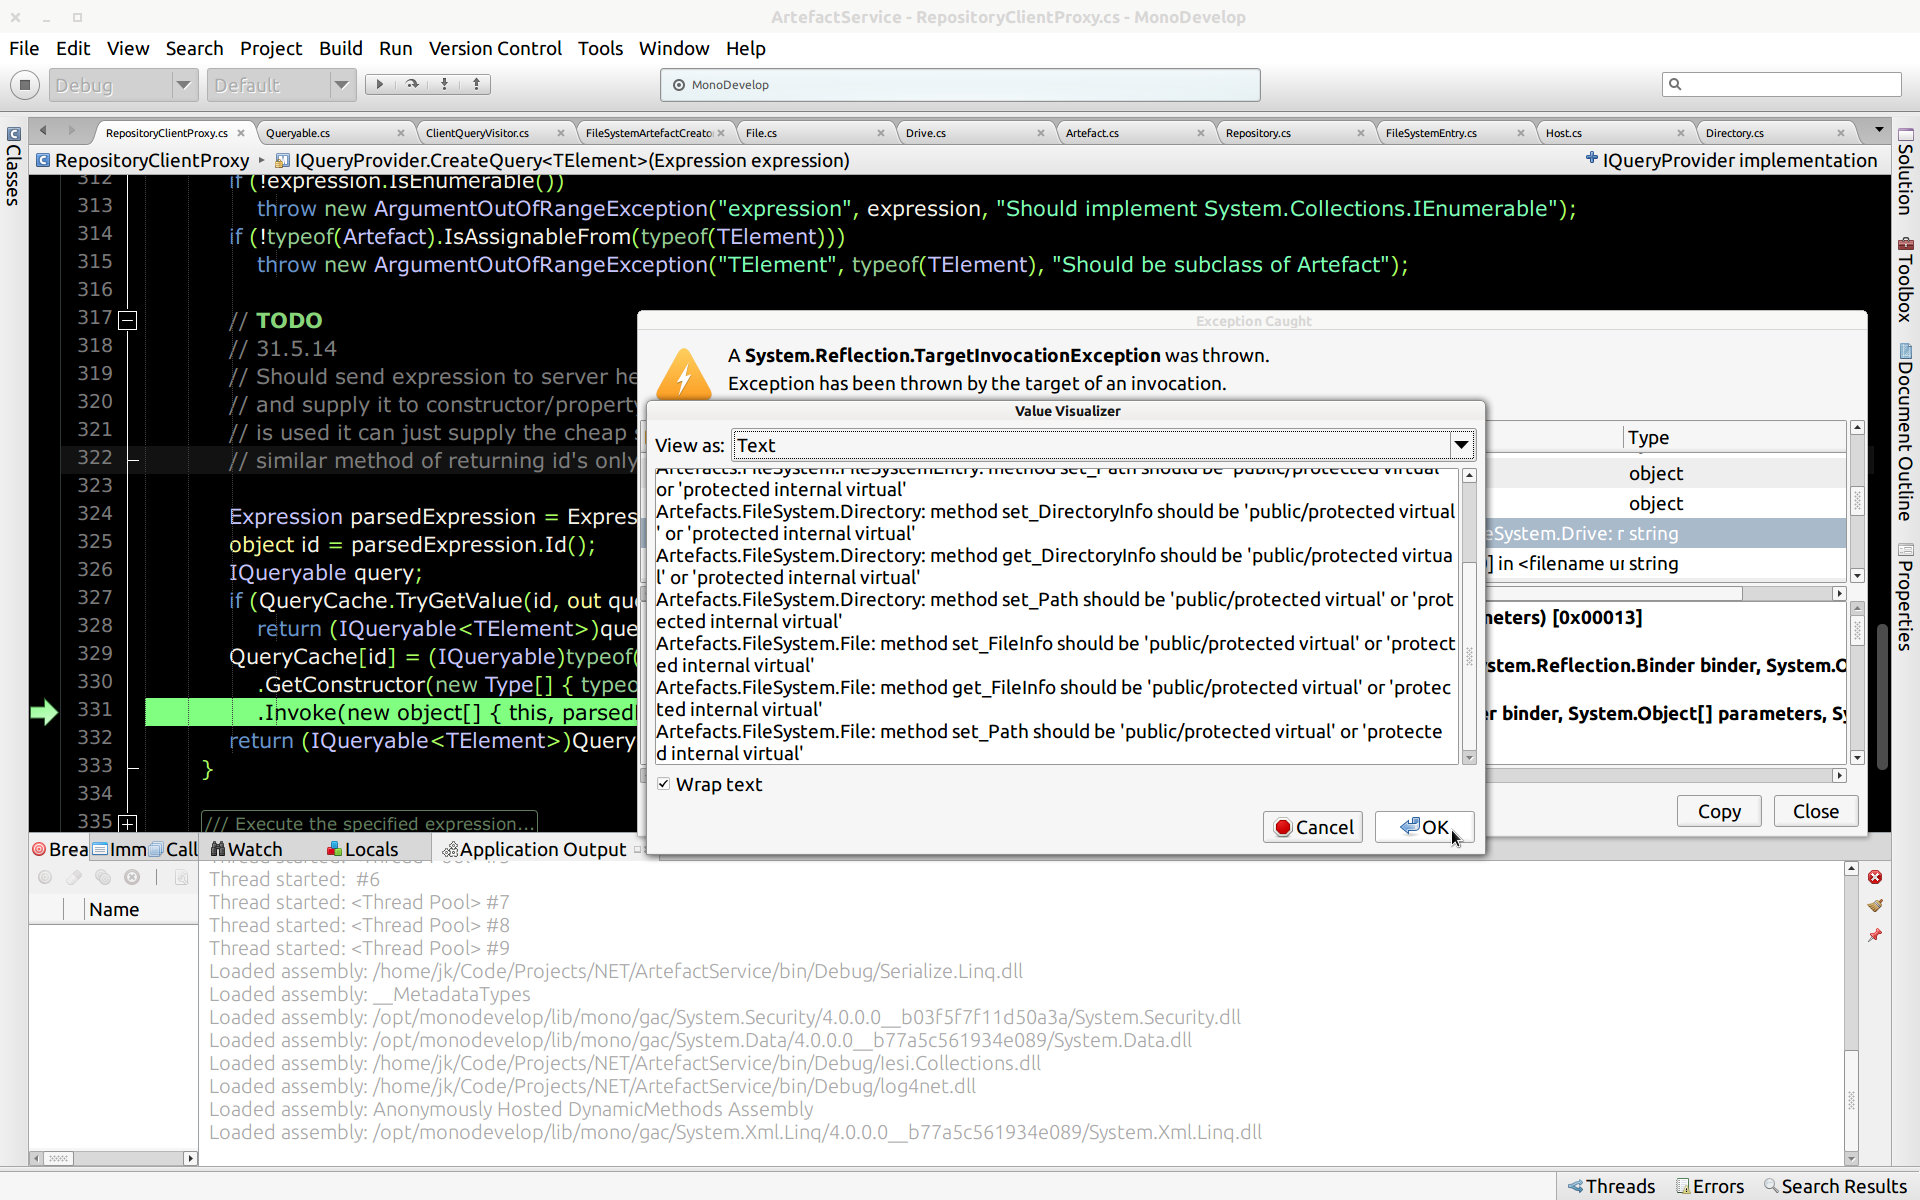 ArtefactService - RepositoryClientProxy.cs - MonoDevelop
File Edit View Search Project Build Run Version Control Tools Window Help
Debug Default MonoDevelop
RepositoryClientProxy.cs Queryable.cs ClientQueryVisitor.cs FileSystemArtefactCreato File.cs Drive.cs Artefact.cs Repository.cs FileSystemEntry.cs Host.cs Directory.cs
RepositoryClientProxy IQueryProvider.CreateQuery<TElement>(Expression expression) IQueryProvider implementation
Classes
Solution
Toolbox
Document Outline
Properties
312 if (!expression.IsEnumerable())
313 throw new ArgumentOutOfRangeException("expression", expression, "Should implement System.Collections.IEnumerable");
314 if (!typeof(Artefact).IsAssignableFrom(typeof(TElement)))
315 throw new ArgumentOutOfRangeException("TElement", typeof(TElement), "Should be subclass of Artefact");
316
317 // TODO
318 // 31.5.14
319 // Should send expression to server he
320 // and supply it to constructor/property
321 // is used it can just supply the cheap
322 // similar method of returning id's only
323
324 Expression parsedExpression = Expres
325 object id = parsedExpression.Id();
326 IQueryable query;
327 if (QueryCache.TryGetValue(id, out qu
328 return (IQueryable<TElement>)que
329 QueryCache[id] = (IQueryable)typeof(
330 .GetConstructor(new Type[] { typeo
331 .Invoke(new object[] { this, parsed
332 return (IQueryable<TElement>)Query
333 }
334
335 /// Execute the specified expression...
Exception Caught
A System.Reflection.TargetInvocationException was thrown.
Exception has been thrown by the target of an invocation.
Type
object
object
eSystem.Drive: r string
] in <filename ur string
neters) [0x00013]
stem.Reflection.Binder binder, System.O
r binder, System.Object[] parameters, Sy
Copy Close
Value Visualizer
View as: Text
Artefacts.FileSystem.FileSystemEntry: method set_Path should be 'public/protected virtual'
or 'protected internal virtual'
Artefacts.FileSystem.Directory: method set_DirectoryInfo should be 'public/protected virtual
' or 'protected internal virtual'
Artefacts.FileSystem.Directory: method get_DirectoryInfo should be 'public/protected virtua
l' or 'protected internal virtual'
Artefacts.FileSystem.Directory: method set_Path should be 'public/protected virtual' or 'prot
ected internal virtual'
Artefacts.FileSystem.File: method set_FileInfo should be 'public/protected virtual' or 'protect
ed internal virtual'
Artefacts.FileSystem.File: method get_FileInfo should be 'public/protected virtual' or 'protec
ted internal virtual'
Artefacts.FileSystem.File: method set_Path should be 'public/protected virtual' or 'protecte
d internal virtual'
Wrap text
Cancel OK
Brea Imm Call Watch Locals Application Output
Name
Thread started: #6
Thread started: <Thread Pool> #7
Thread started: <Thread Pool> #8
Thread started: <Thread Pool> #9
Loaded assembly: /home/jk/Code/Projects/NET/ArtefactService/bin/Debug/Serialize.Linq.dll
Loaded assembly: __MetadataTypes
Loaded assembly: /opt/monodevelop/lib/mono/gac/System.Security/4.0.0.0__b03f5f7f11d50a3a/System.Security.dll
Loaded assembly: /opt/monodevelop/lib/mono/gac/System.Data/4.0.0.0__b77a5c561934e089/System.Data.dll
Loaded assembly: /home/jk/Code/Projects/NET/ArtefactService/bin/Debug/Iesi.Collections.dll
Loaded assembly: /home/jk/Code/Projects/NET/ArtefactService/bin/Debug/log4net.dll
Loaded assembly: Anonymously Hosted DynamicMethods Assembly
Loaded assembly: /opt/monodevelop/lib/mono/gac/System.Xml.Linq/4.0.0.0__b77a5c561934e089/System.Xml.Linq.dll
Threads Errors Search Results